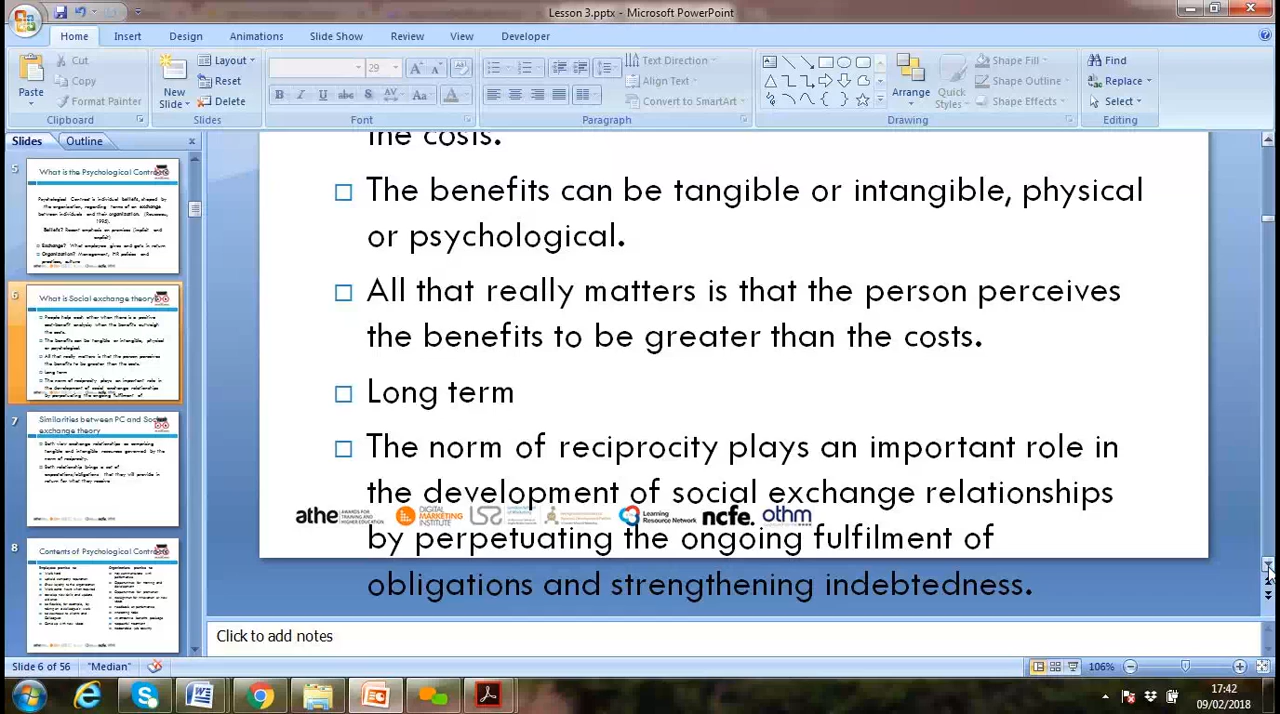 Lesson 3.pptx - Microsoft PowerPoint
Home Insert Design Animations Slide Show Review View Developer
Paste
Cut
Copy
Format Painter
Clipboard
New
Slide
Layout
Reset
Delete
Slides
29
Font
Text Direction
Align Text
Convert to SmartArt
Paragraph
Arrange
Quick
Styles
Shape Fill
Shape Outline
Shape Effects
Drawing
Find
Replace
Select
Editing
Slides Outline
5
What is the Psychological Contra
6
What is Social exchange theory
7
Similarities between PC and Soci
exchange theory
8
Contents of Psychological Contra
the costs.
The benefits can be tangible or intangible, physical
or psychological.
All that really matters is that the person perceives
the benefits to be greater than the costs.
Long term
The norm of reciprocity plays an important role in
the development of social exchange relationships
by perpetuating the ongoing fulfilment of
obligations and strengthening indebtedness.
athe AWARDS FOR TRAINING AND HIGHER EDUCATION
DIGITAL MARKETING INSTITUTE
Learning Resource Network
ncfe.
othm
Click to add notes
Slide 6 of 56 "Median" 106%
17:42
09/02/2018